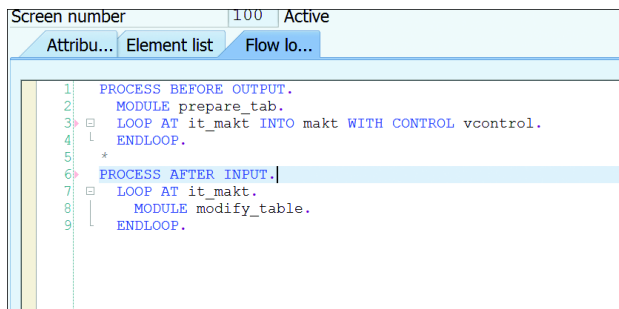 Screen number 100 Active
Attribu... Element list Flow lo...
1 PROCESS BEFORE OUTPUT.
2 MODULE prepare_tab.
3 LOOP AT it_makt INTO makt WITH CONTROL vcontrol.
4 ENDLOOP.
5 *
6 PROCESS AFTER INPUT.
7 LOOP AT it_makt.
8 MODULE modify_table.
9 ENDLOOP.